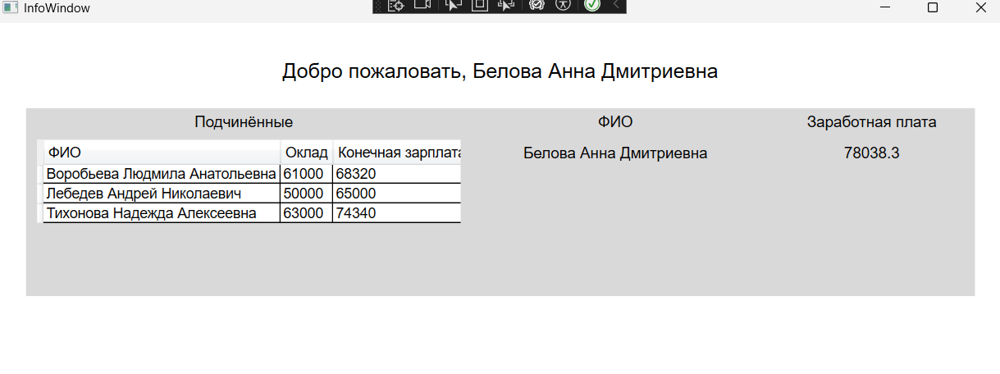 InfoWindow
Добро пожаловать, Белова Анна Дмитриевна
Подчинённые ФИО Заработная плата
ФИО Оклад Конечная зарплата
Белова Анна Дмитриевна 78038.3
Воробьева Людмила Анатольевна 61000 68320
Лебедев Андрей Николаевич 50000 65000
Тихонова Надежда Алексеевна 63000 74340